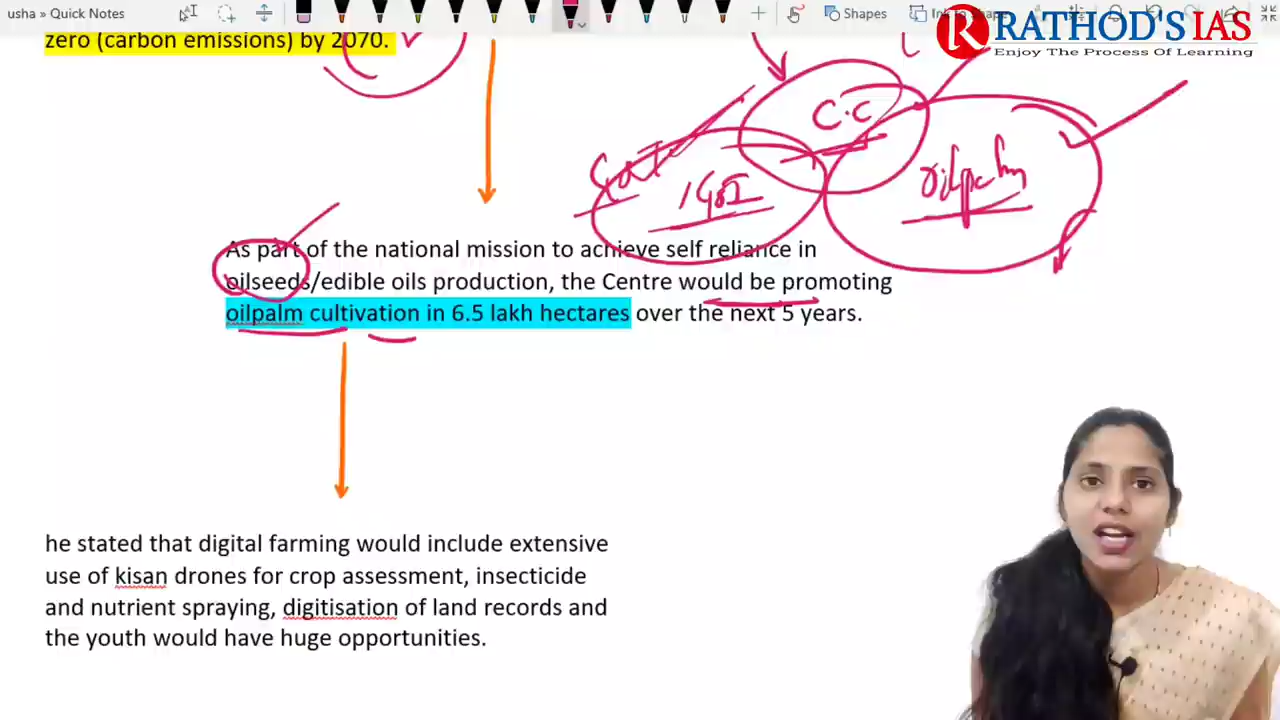 usha » Quick Notes
Shapes
RATHOD'S IAS
Enjoy The Process Of Learning
zero (carbon emissions) by 2070.
C.C
oilpalm
As part of the national mission to achieve self reliance in
oilseeds/edible oils production, the Centre would be promoting
oilpalm cultivation in 6.5 lakh hectares over the next 5 years.
he stated that digital farming would include extensive
use of kisan drones for crop assessment, insecticide
and nutrient spraying, digitisation of land records and
the youth would have huge opportunities.